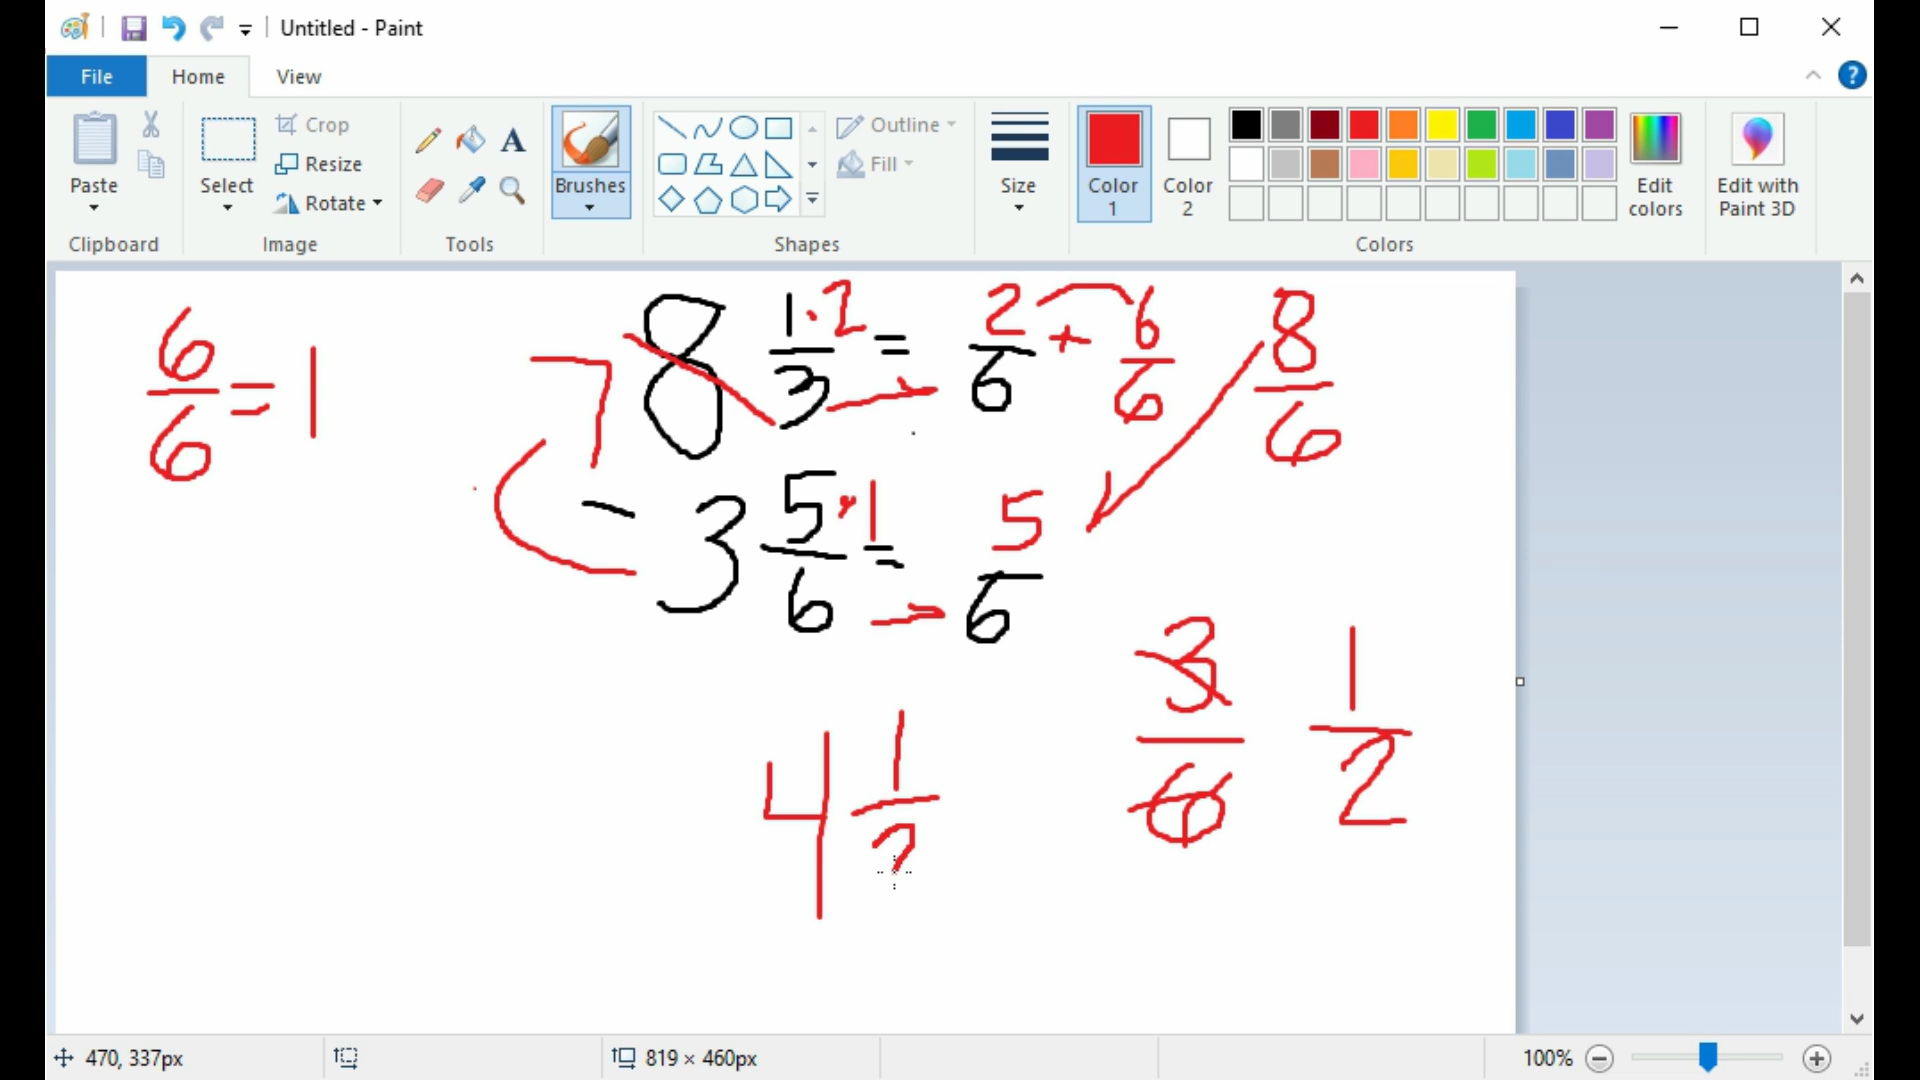 Untitled - Paint
File Home View
Paste
Select
Crop
Resize
Rotate
A
Brushes
Outline
Fill
Size
Color 1
Color 2
Edit colors
Edit with Paint 3D
Clipboard Image Tools Shapes Colors
6/6 = 1
7 8 1/3 · 2 = 2/6 + 6/6 8/6
- 3 5/6 · 1 = 5/6
3/6 1/2
4 1/2
470, 337px 819 × 460px 100%